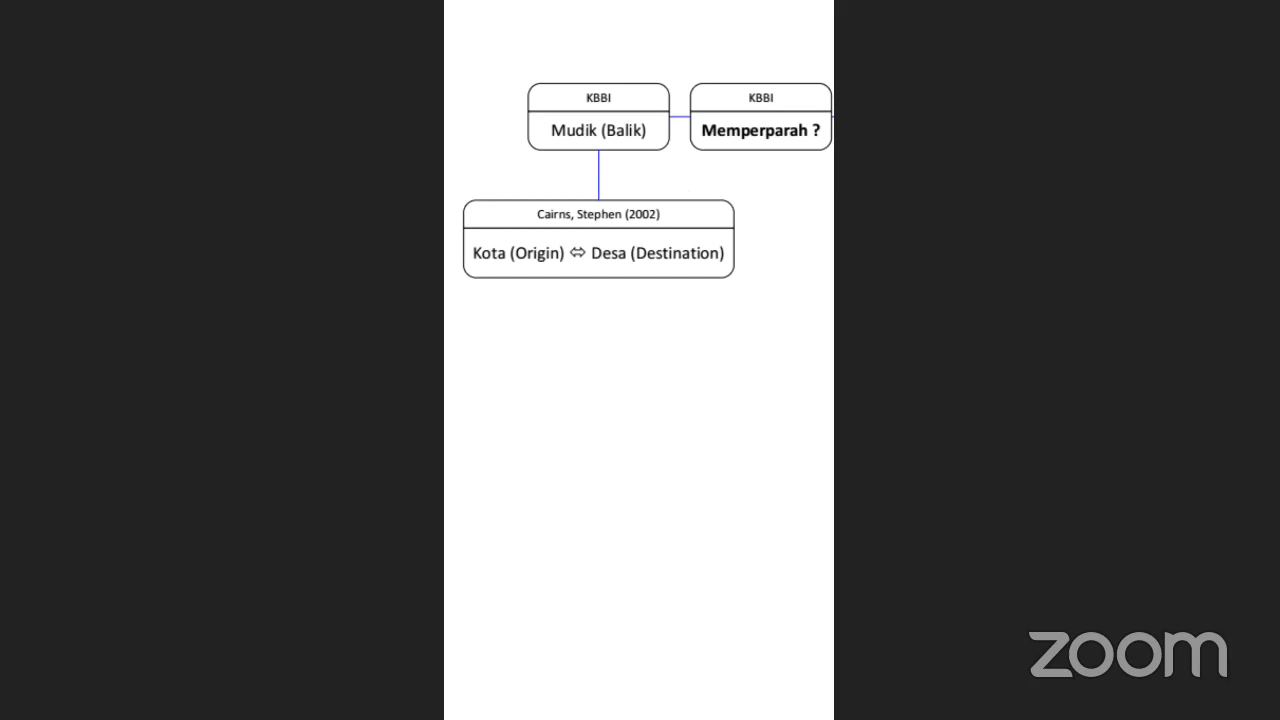 KBBI
Mudik (Balik)
KBBI
Memperparah ?
Cairns, Stephen (2002)
Kota (Origin) ⇔ Desa (Destination)
zoom